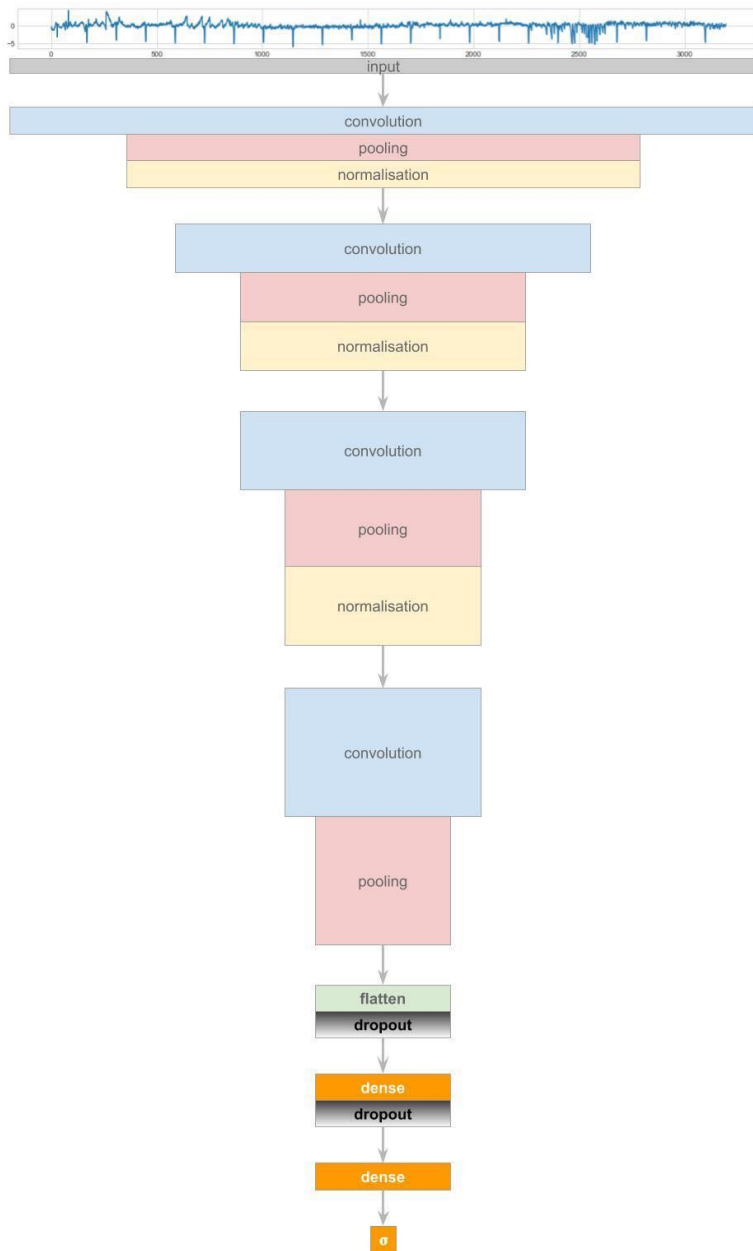 0
−5
0 500 1000 1500 2000 2500 3000
input
convolution
pooling
normalisation
convolution
pooling
normalisation
convolution
pooling
normalisation
convolution
pooling
flatten
dropout
dense
dropout
dense
σ